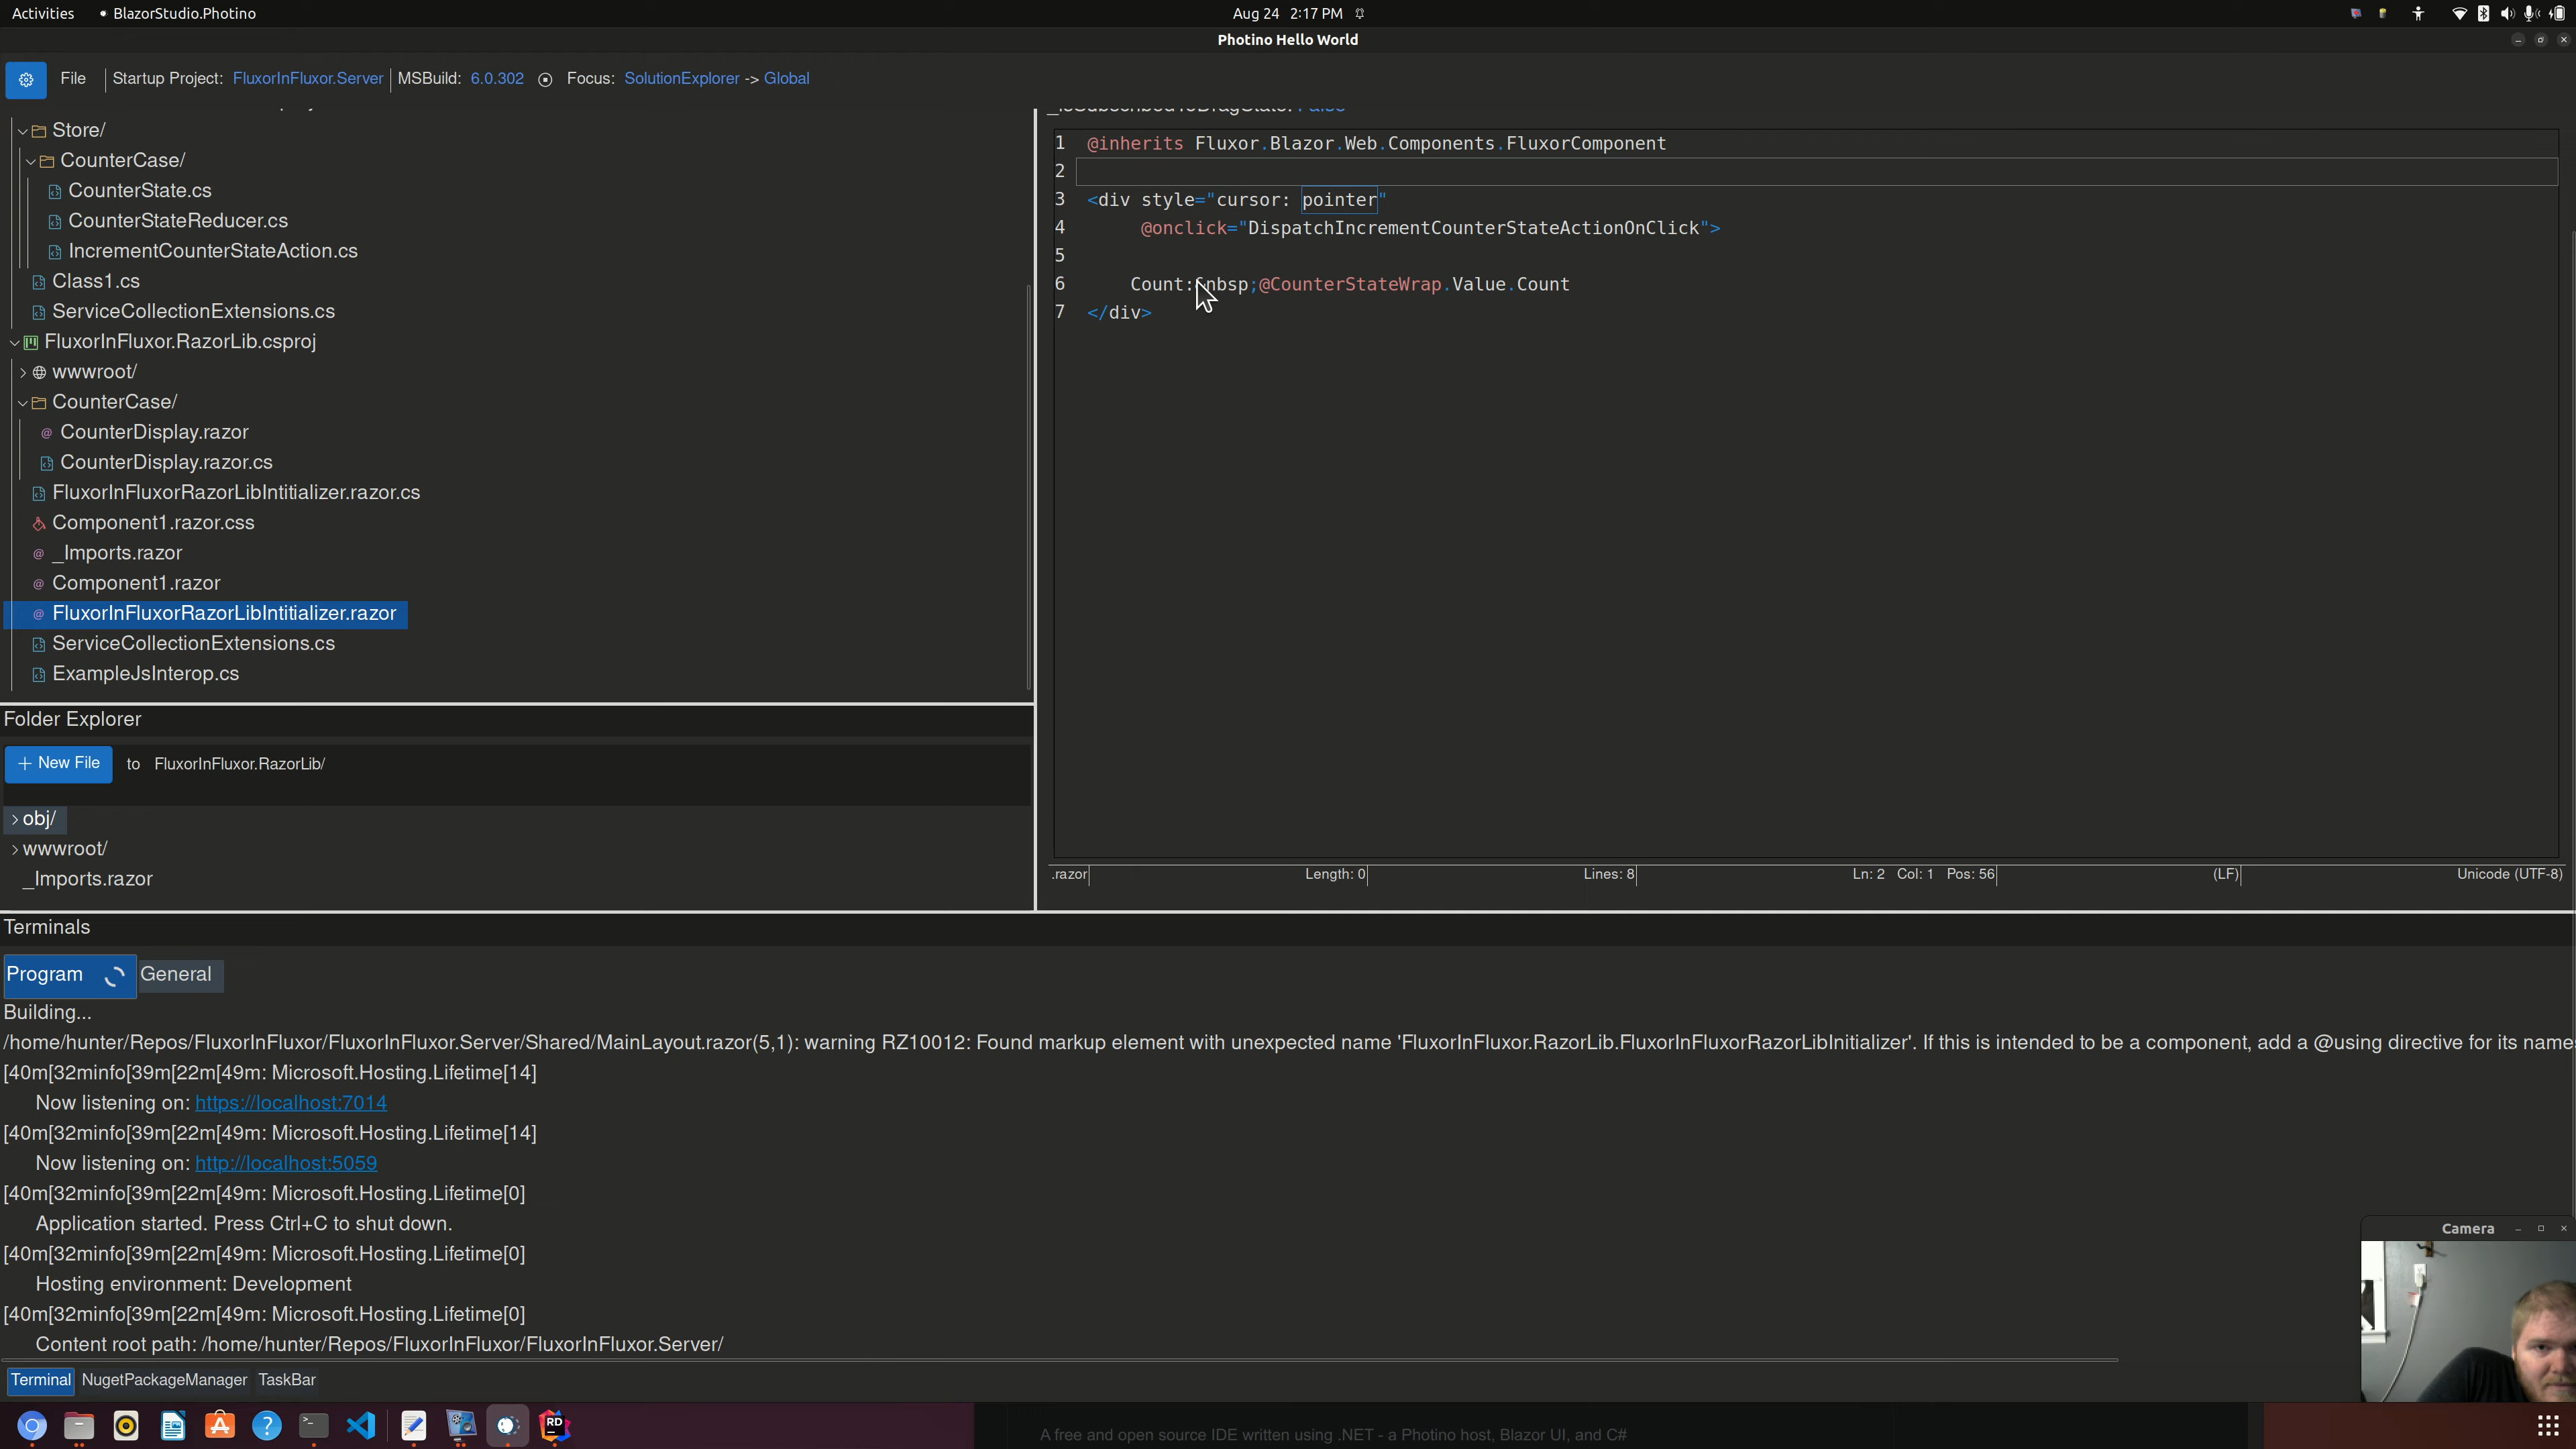 Activities BlazorStudio.Photino Aug 24 2:17 PM
Photino Hello World
File Startup Project: FluxorInFluxor.Server MSBuild: 6.0.302 Focus: SolutionExplorer -> Global
Store/
CounterCase/
CounterState.cs
CounterStateReducer.cs
IncrementCounterStateAction.cs
Class1.cs
ServiceCollectionExtensions.cs
FluxorInFluxor.RazorLib.csproj
wwwroot/
CounterCase/
CounterDisplay.razor
CounterDisplay.razor.cs
FluxorInFluxorRazorLibIntitializer.razor.cs
Component1.razor.css
_Imports.razor
Component1.razor
FluxorInFluxorRazorLibIntitializer.razor
ServiceCollectionExtensions.cs
ExampleJsInterop.cs
Folder Explorer
New File to FluxorInFluxor.RazorLib/
obj/
wwwroot/
_Imports.razor
_isSubscribedToDragState: False
1 @inherits Fluxor.Blazor.Web.Components.FluxorComponent
2
3 <div style="cursor: pointer"
4 @onclick="DispatchIncrementCounterStateActionOnClick">
5
6 Count:&nbsp;@CounterStateWrap.Value.Count
7 </div>
.razor Length: 0 Lines: 8 Ln: 2 Col: 1 Pos: 56 (LF) Unicode (UTF-8)
Terminals
Program General
Building...
/home/hunter/Repos/FluxorInFluxor/FluxorInFluxor.Server/Shared/MainLayout.razor(5,1): warning RZ10012: Found markup element with unexpected name 'FluxorInFluxor.RazorLib.FluxorInFluxorRazorLibInitializer'. If this is intended to be a component, add a @using directive for its name
[40m[32minfo[39m[22m[49m: Microsoft.Hosting.Lifetime[14]
Now listening on: https://localhost:7014
[40m[32minfo[39m[22m[49m: Microsoft.Hosting.Lifetime[14]
Now listening on: http://localhost:5059
[40m[32minfo[39m[22m[49m: Microsoft.Hosting.Lifetime[0]
Application started. Press Ctrl+C to shut down.
[40m[32minfo[39m[22m[49m: Microsoft.Hosting.Lifetime[0]
Hosting environment: Development
[40m[32minfo[39m[22m[49m: Microsoft.Hosting.Lifetime[0]
Content root path: /home/hunter/Repos/FluxorInFluxor/FluxorInFluxor.Server/
Camera
Terminal NugetPackageManager TaskBar
RD
A free and open source IDE written using .NET - a Photino host, Blazor UI, and C#